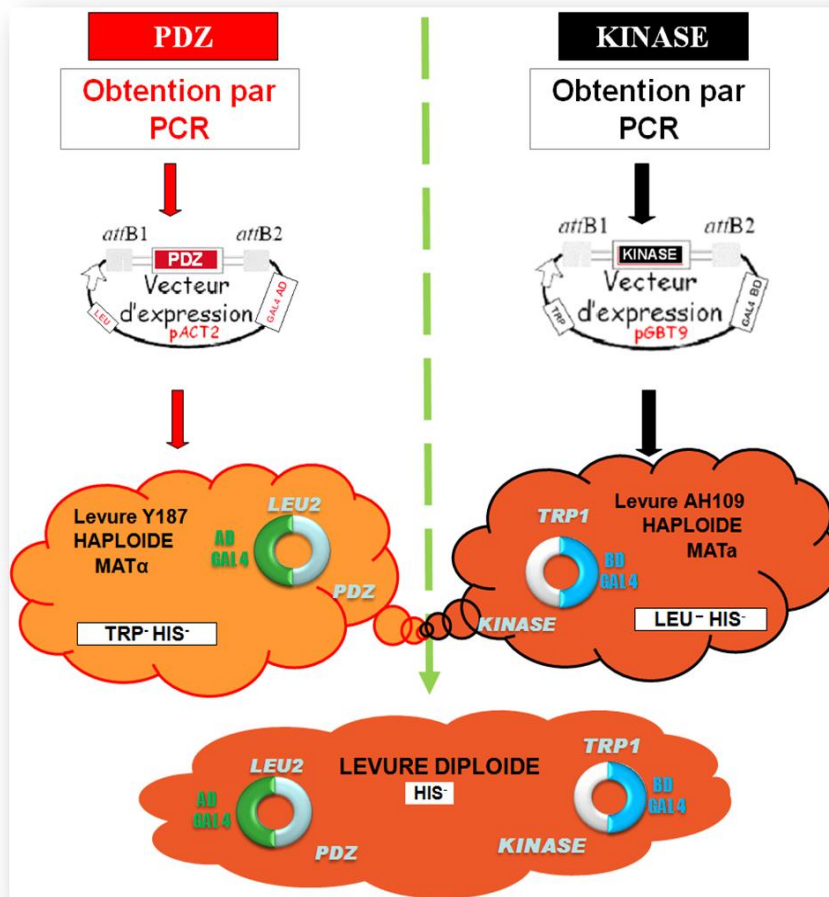 PDZ
Obtention par
PCR
attB1
attB2
PDZ
Vecteur
d'expression
pACT2
LEU
GAL4 AD
Levure Y187
HAPLOIDE
MATα
LEU2
AD
GAL4
PDZ
TRP- HIS-
KINASE
Obtention par
PCR
attB1
attB2
KINASE
Vecteur
d'expression
pGBT9
TRP
GAL4 BD
Levure AH109
HAPLOIDE
MATa
TRP1
BD
GAL4
KINASE
LEU- HIS-
LEVURE DIPLOIDE
HIS-
LEU2
AD
GAL4
PDZ
TRP1
BD
GAL4
KINASE